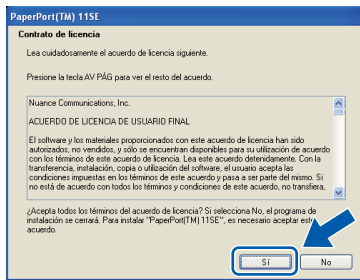 PaperPort(TM) 11SE
Contrato de licencia
Lea cuidadosamente el acuerdo de licencia siguiente.
Presione la tecla AV PÁG para ver el resto del acuerdo.
Nuance Communications, Inc.
ACUERDO DE LICENCIA DE USUARIO FINAL
El software y los materiales proporcionados con este acuerdo de licencia han sido
autorizados, no vendidos, y sólo se encuentran disponibles para su utilización de acuerdo
con los términos de este acuerdo de licencia. Lea este acuerdo detenidamente. Con la
transferencia, instalación, copia o utilización del software, el usuario acepta las
condiciones impuestas en los términos de este acuerdo y pasa a ser parte del mismo. Si
no está de acuerdo con todos los términos y condiciones de este acuerdo, no transfiera,
¿Acepta todos los términos del acuerdo de licencia? Si selecciona No, el programa de
instalación se cerrará. Para instalar "PaperPort(TM) 11SE", es necesario aceptar este
acuerdo.
Sí
No